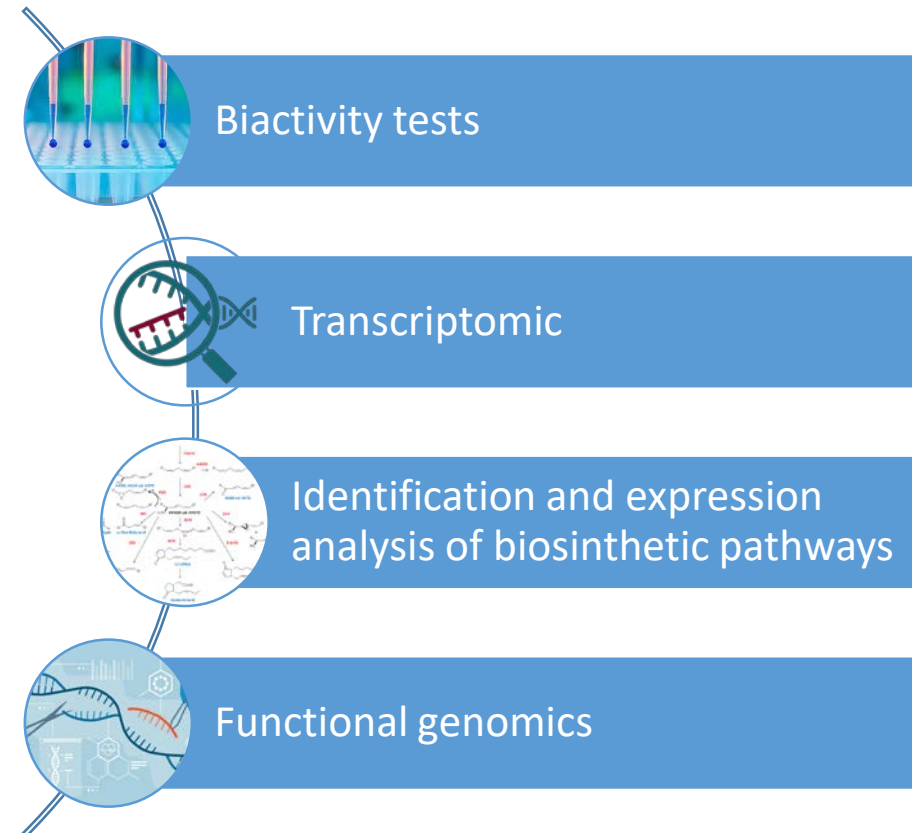 Biactivity tests
Transcriptomic
Identification and expression
analysis of biosinthetic pathways
Functional genomics